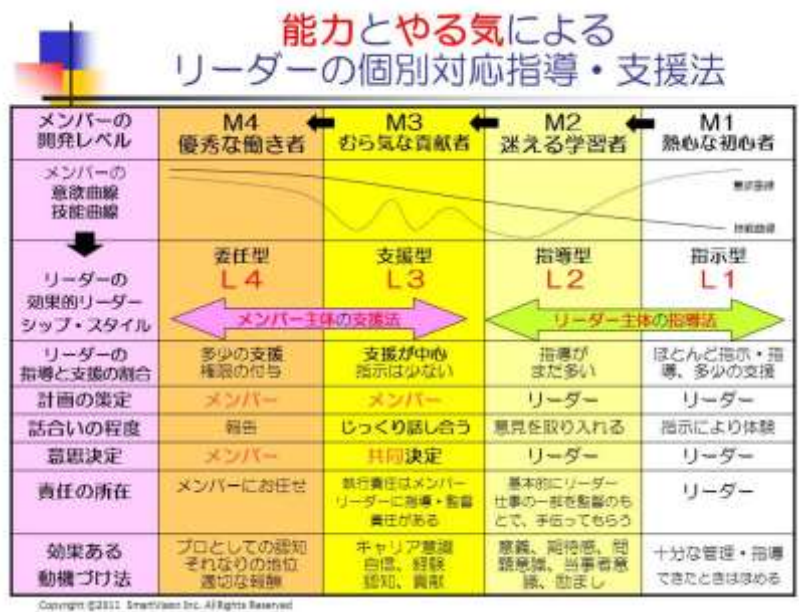 能力とやる気による
リーダーの個別対応指導・支援法
メンバーの
開発レベル
M4
優秀な働き者
M3
むら気な貢献者
M2
迷える学習者
M1
熱心な初心者
メンバーの
意欲曲線
技能曲線
意欲曲線
技能曲線
リーダーの
効果的リーダー
シップ・スタイル
委任型
L4
支援型
L3
指導型
L2
指示型
L1
メンバー主体の支援法
リーダー主体の指導法
リーダーの
指導と支援の割合
多少の支援
権限の付与
支援が中心
指示は少ない
指導が
まだ多い
ほとんど指示・指
導、多少の支援
計画の策定
メンバー
メンバー
リーダー
リーダー
話合いの程度
報告
じっくり話し合う
意見を取り入れる
指示により体験
意思決定
メンバー
共同決定
リーダー
リーダー
責任の所在
メンバーにお任せ
執行責任はメンバー
リーダーに指導・監督
責任がある
基本的にリーダー
仕事の一部を監督のも
とで、手伝ってもらう
リーダー
効果ある
動機づけ法
プロとしての認知
それなりの地位
適切な報酬
キャリア意識
自信、経験
認知、貢献
意義、期待感、問
題意識、当事者意
識、励まし
十分な管理・指導
できたときはほめる
Copyright ©2011 SmartVision Inc. All Rights Reserved